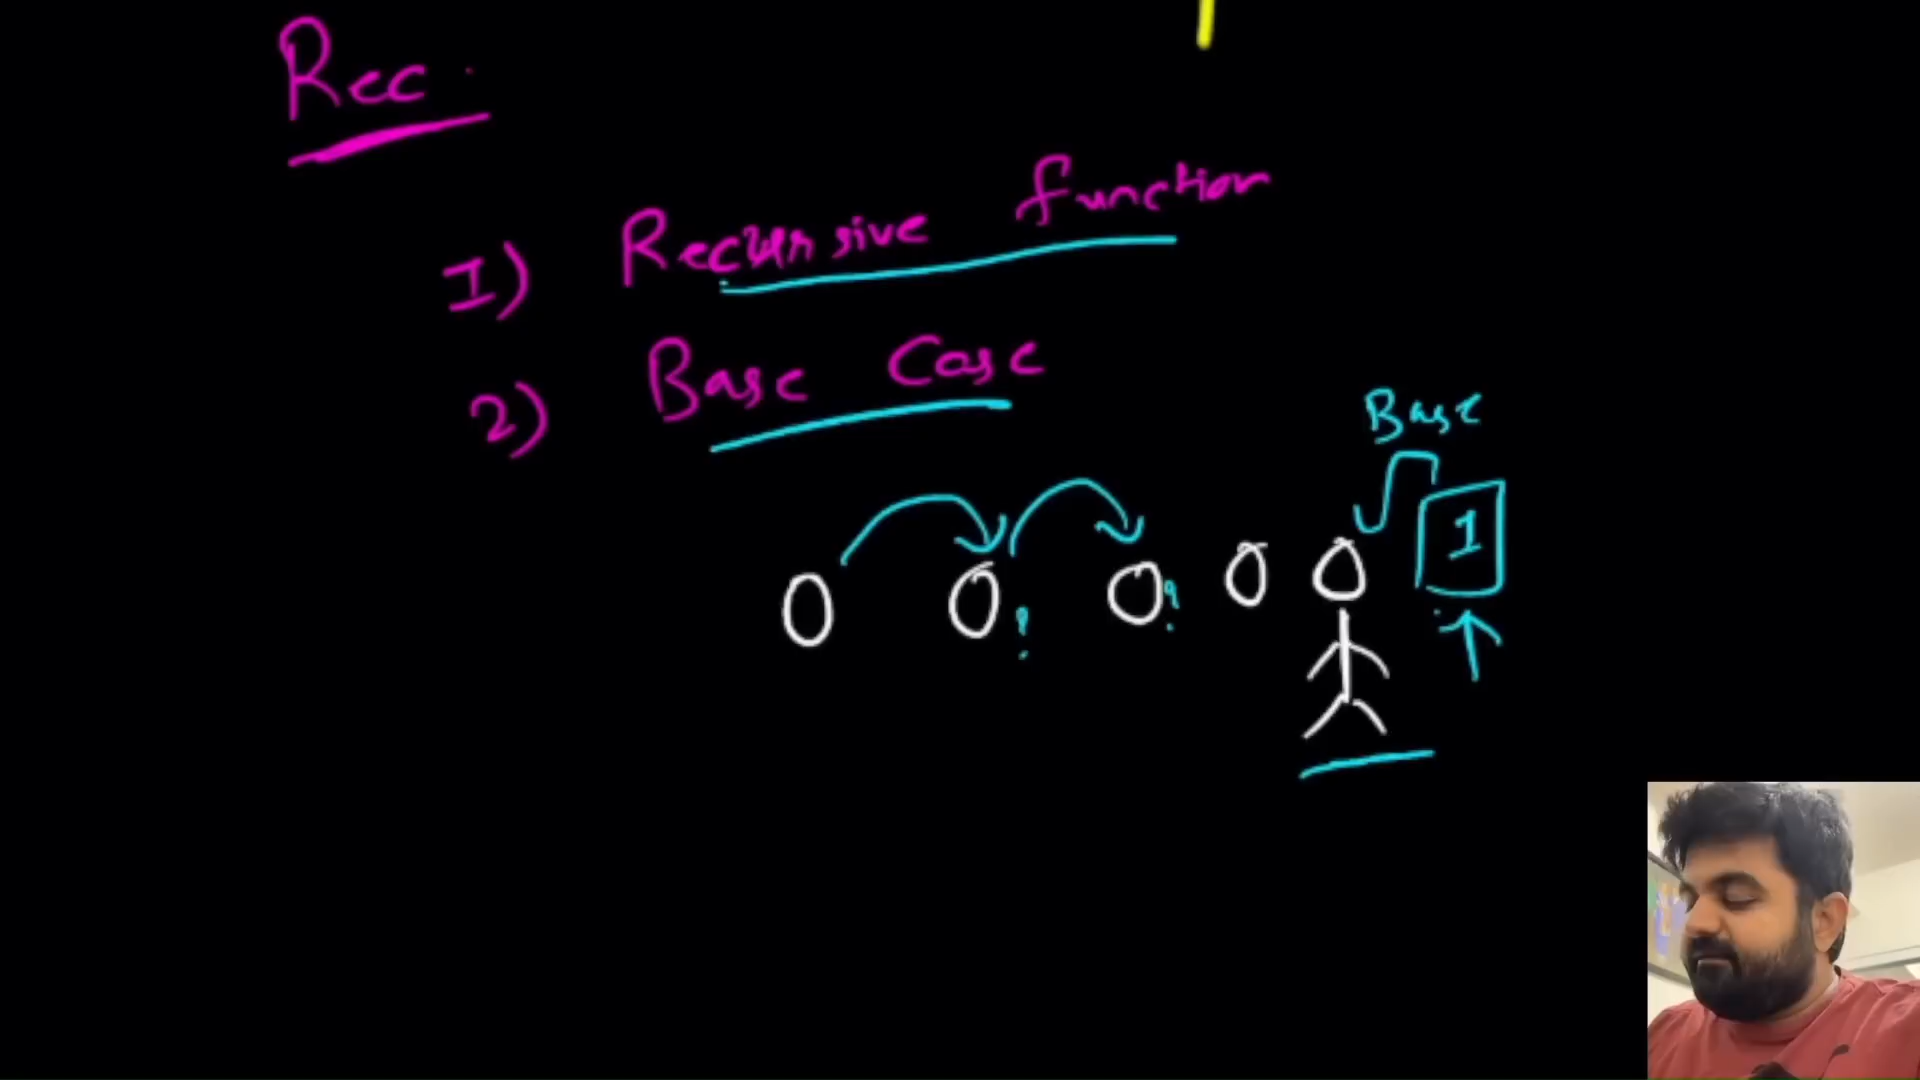 Rec.
1) Recursive function
2) Base Case
Base
1
? ?